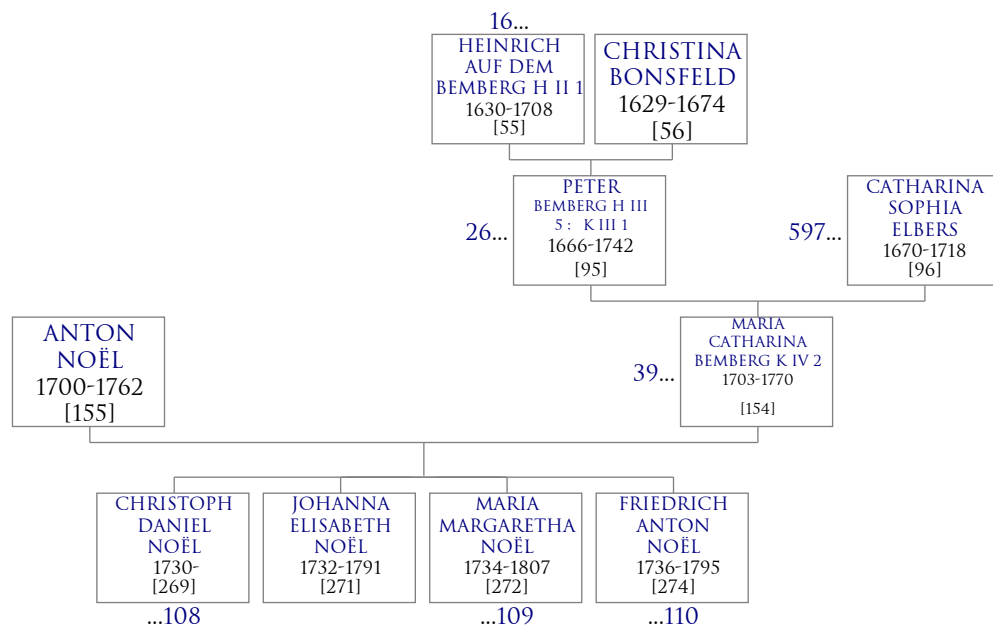 16...
HEINRICH
AUF DEM
BEMBERG H II 1
1630-1708
[55]
CHRISTINA
BONSFELD
1629-1674
[56]
26...
PETER
BEMBERG H III
5 : K III 1
1666-1742
[95]
597...
CATHARINA
SOPHIA
ELBERS
1670-1718
[96]
ANTON
NOËL
1700-1762
[155]
39...
MARIA
CATHARINA
BEMBERG K IV 2
1703-1770
[154]
CHRISTOPH
DANIEL
NOËL
1730-
[269]
...108
JOHANNA
ELISABETH
NOËL
1732-1791
[271]
MARIA
MARGARETHA
NOËL
1734-1807
[272]
...109
FRIEDRICH
ANTON
NOËL
1736-1795
[274]
...110